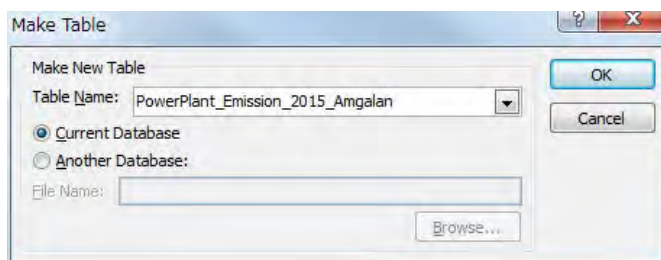 Make Table
?
X
Make New Table
Table Name: PowerPlant_Emission_2015_Amgalan
Current Database
Another Database:
File Name:
Browse...
OK
Cancel